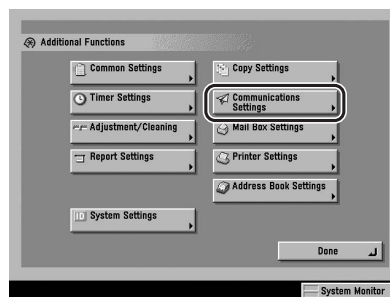 Additional Functions
Common Settings
Copy Settings
Timer Settings
Communications
Settings
Adjustment/Cleaning
Mail Box Settings
Report Settings
Printer Settings
Address Book Settings
System Settings
Done
System Monitor